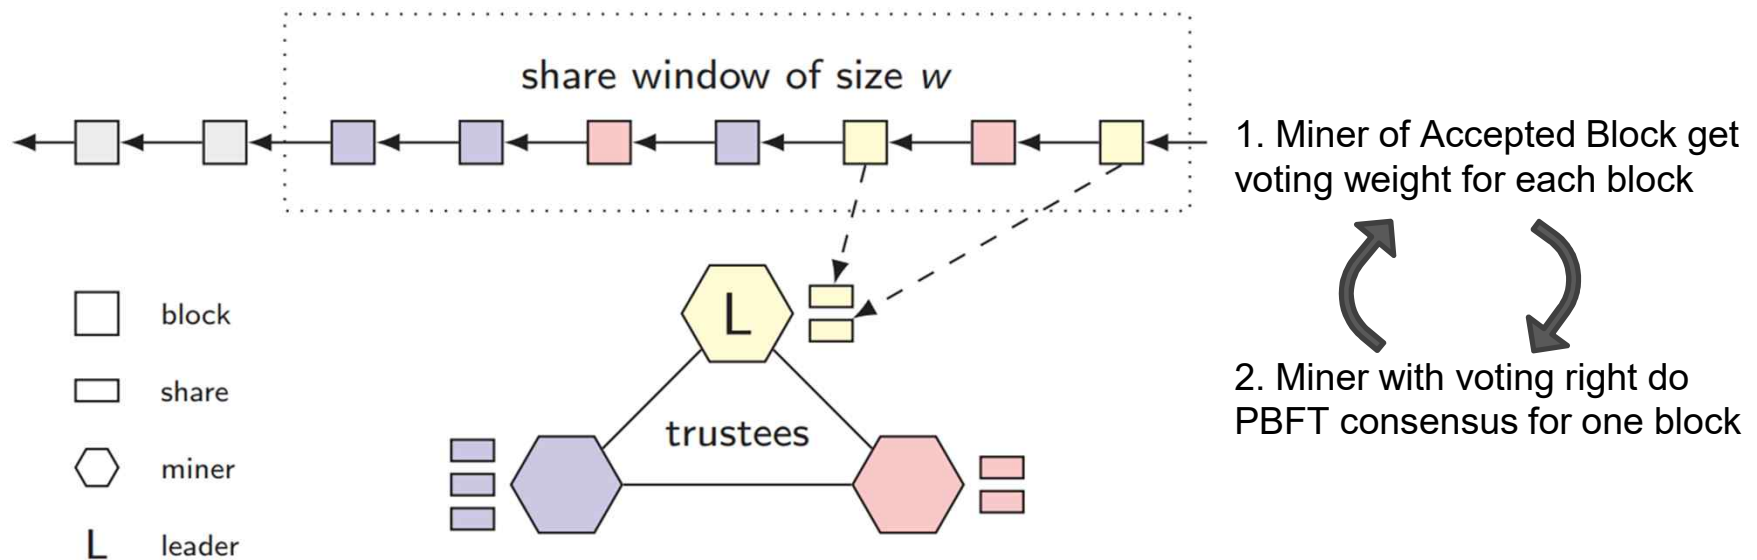 share window of size w
1. Miner of Accepted Block get
voting weight for each block
block
share
miner
L leader
L
trustees
2. Miner with voting right do
PBFT consensus for one block